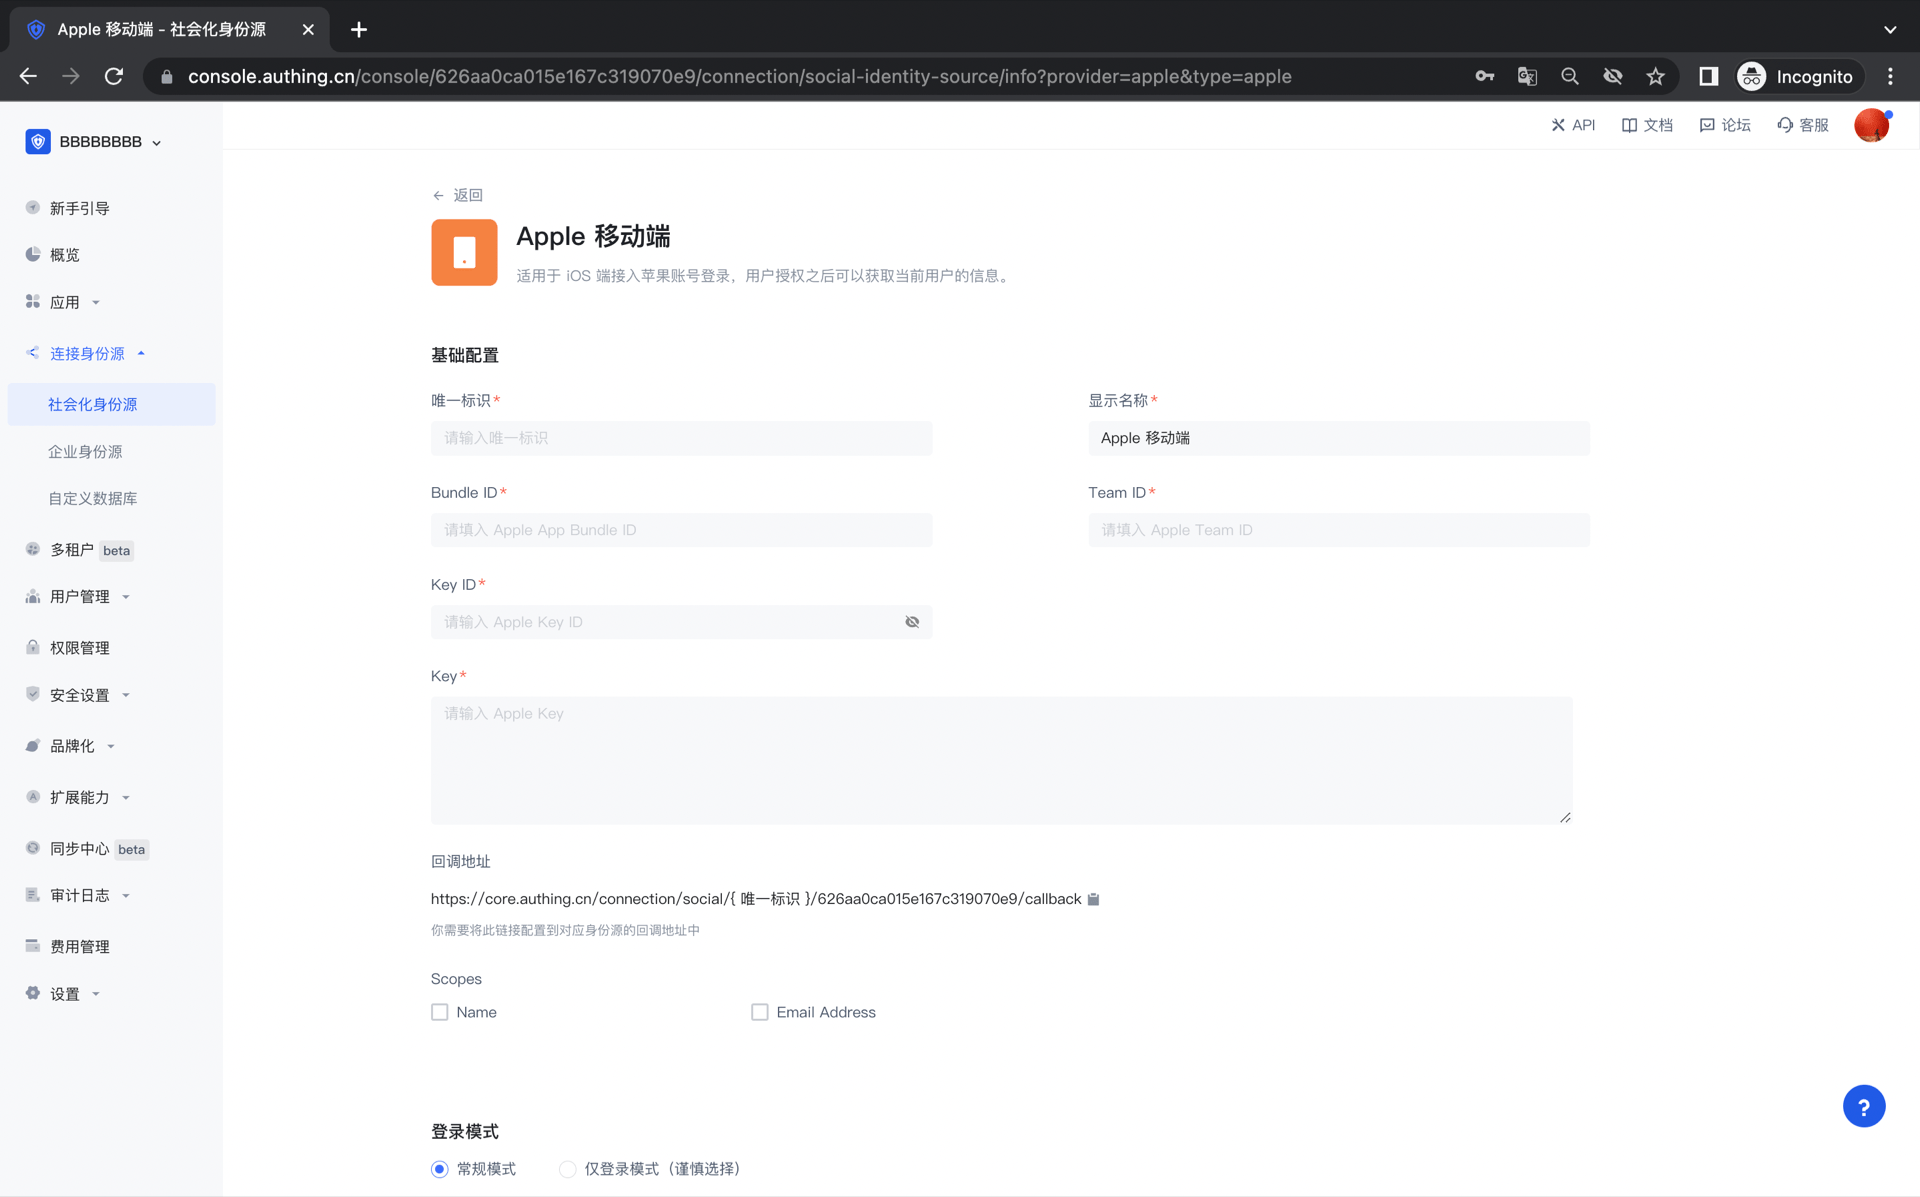 Apple 移动端 - 社会化身份源
console.authing.cn/console/626aa0ca015e167c319070e9/connection/social-identity-source/info?provider=apple&type=apple
Incognito
BBBBBBBB
API
文档
论坛
客服
新手引导
概览
应用
连接身份源
社会化身份源
企业身份源
自定义数据库
多租户 beta
用户管理
权限管理
安全设置
品牌化
扩展能力
同步中心 beta
审计日志
费用管理
设置
返回
Apple 移动端
适用于 iOS 端接入苹果账号登录，用户授权之后可以获取当前用户的信息。
基础配置
唯一标识*
请输入唯一标识
显示名称*
Apple 移动端
Bundle ID*
请填入 Apple App Bundle ID
Team ID*
请填入 Apple Team ID
Key ID*
请输入 Apple Key ID
Key*
请输入 Apple Key
回调地址
https://core.authing.cn/connection/social/{ 唯一标识 }/626aa0ca015e167c319070e9/callback
你需要将此链接配置到对应身份源的回调地址中
Scopes
Name
Email Address
登录模式
常规模式
仅登录模式（谨慎选择）
?